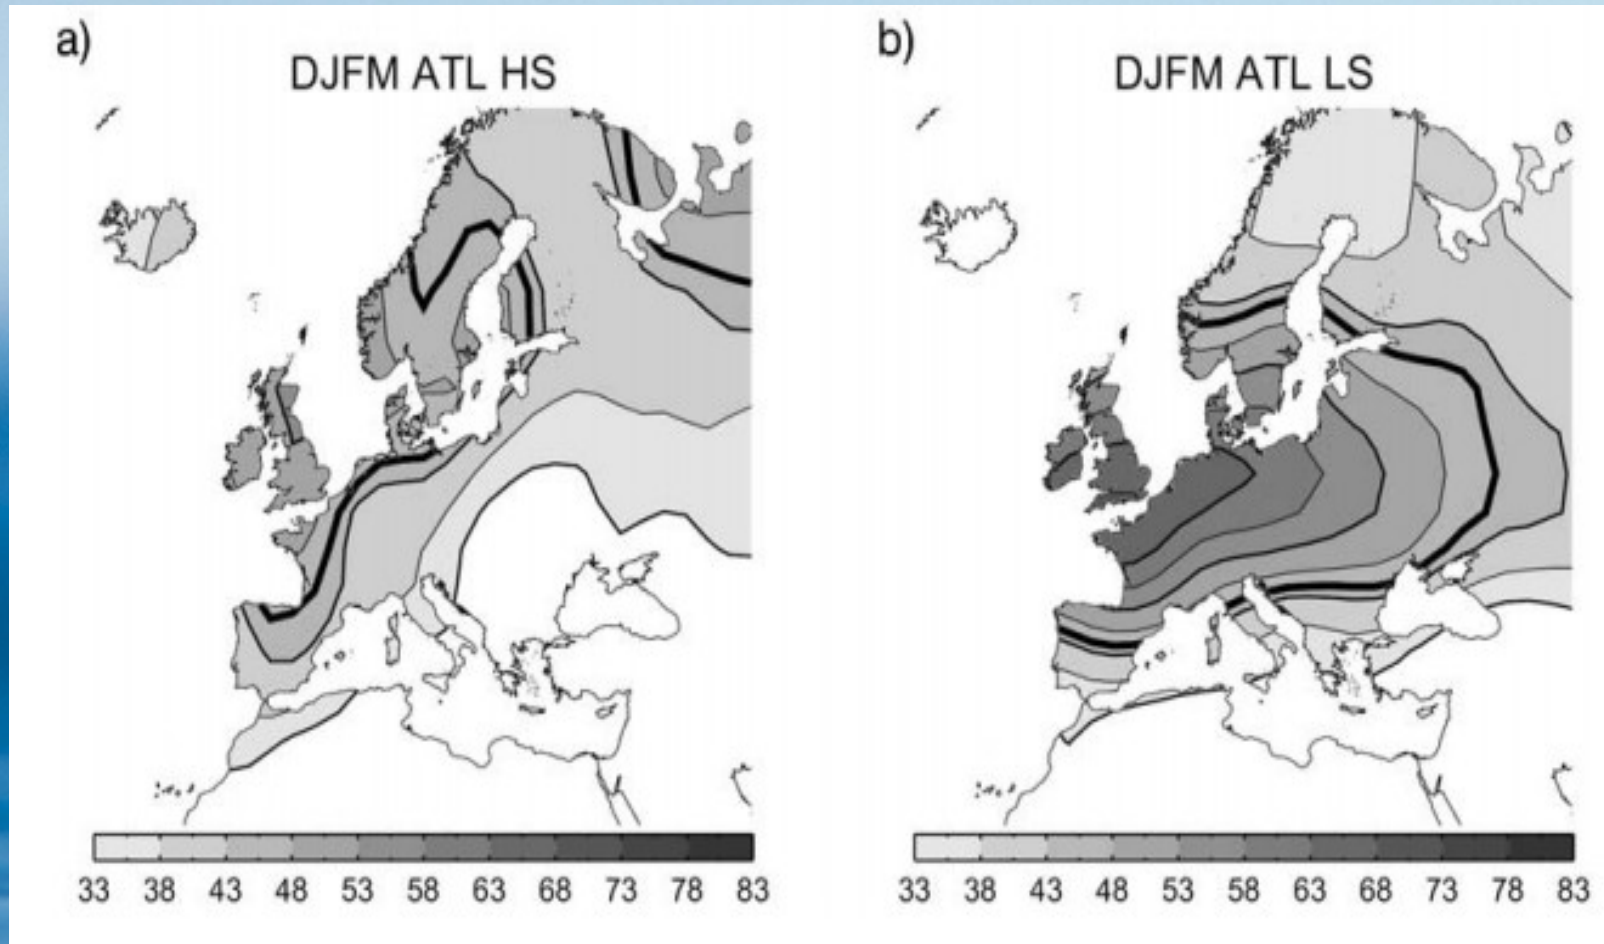 a)
DJFM ATL HS
33 38 43 48 53 58 63 68 73 78 83
b)
DJFM ATL LS
33 38 43 48 53 58 63 68 73 78 83